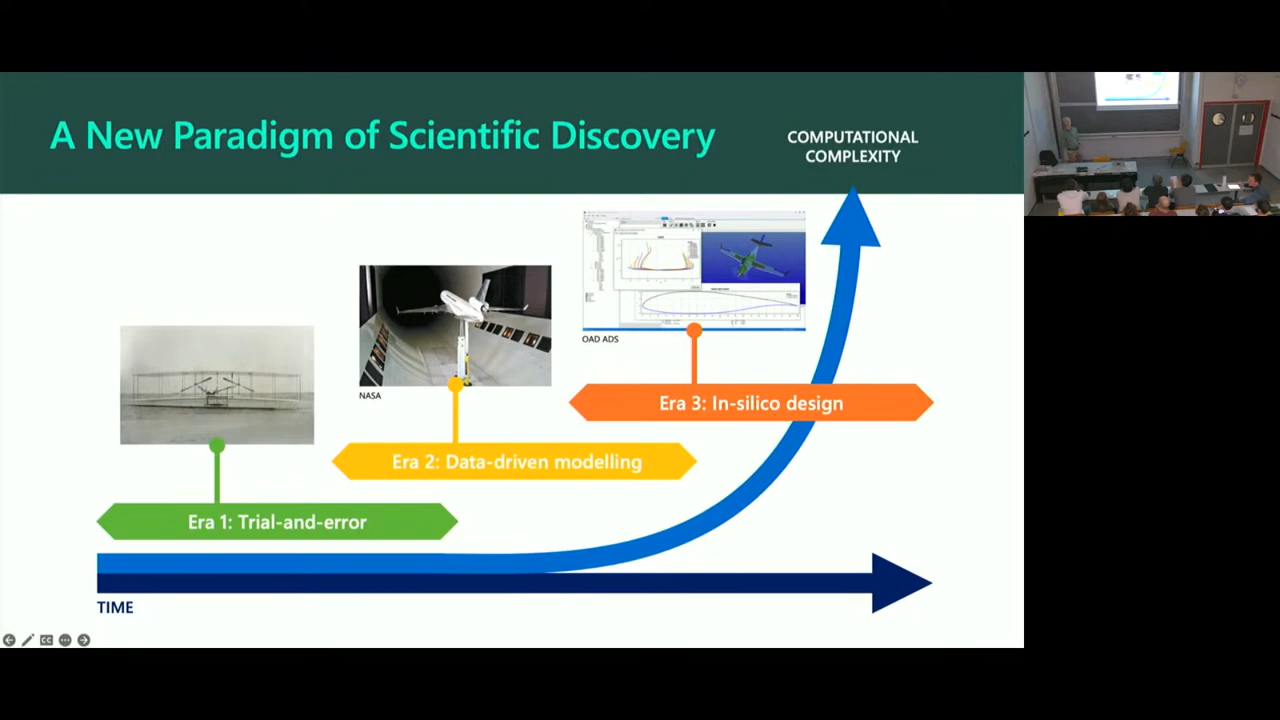 A New Paradigm of Scientific Discovery
COMPUTATIONAL
COMPLEXITY
OAD ADS
NASA
Era 3: In-silico design
Era 2: Data-driven modelling
Era 1: Trial-and-error
TIME
CC